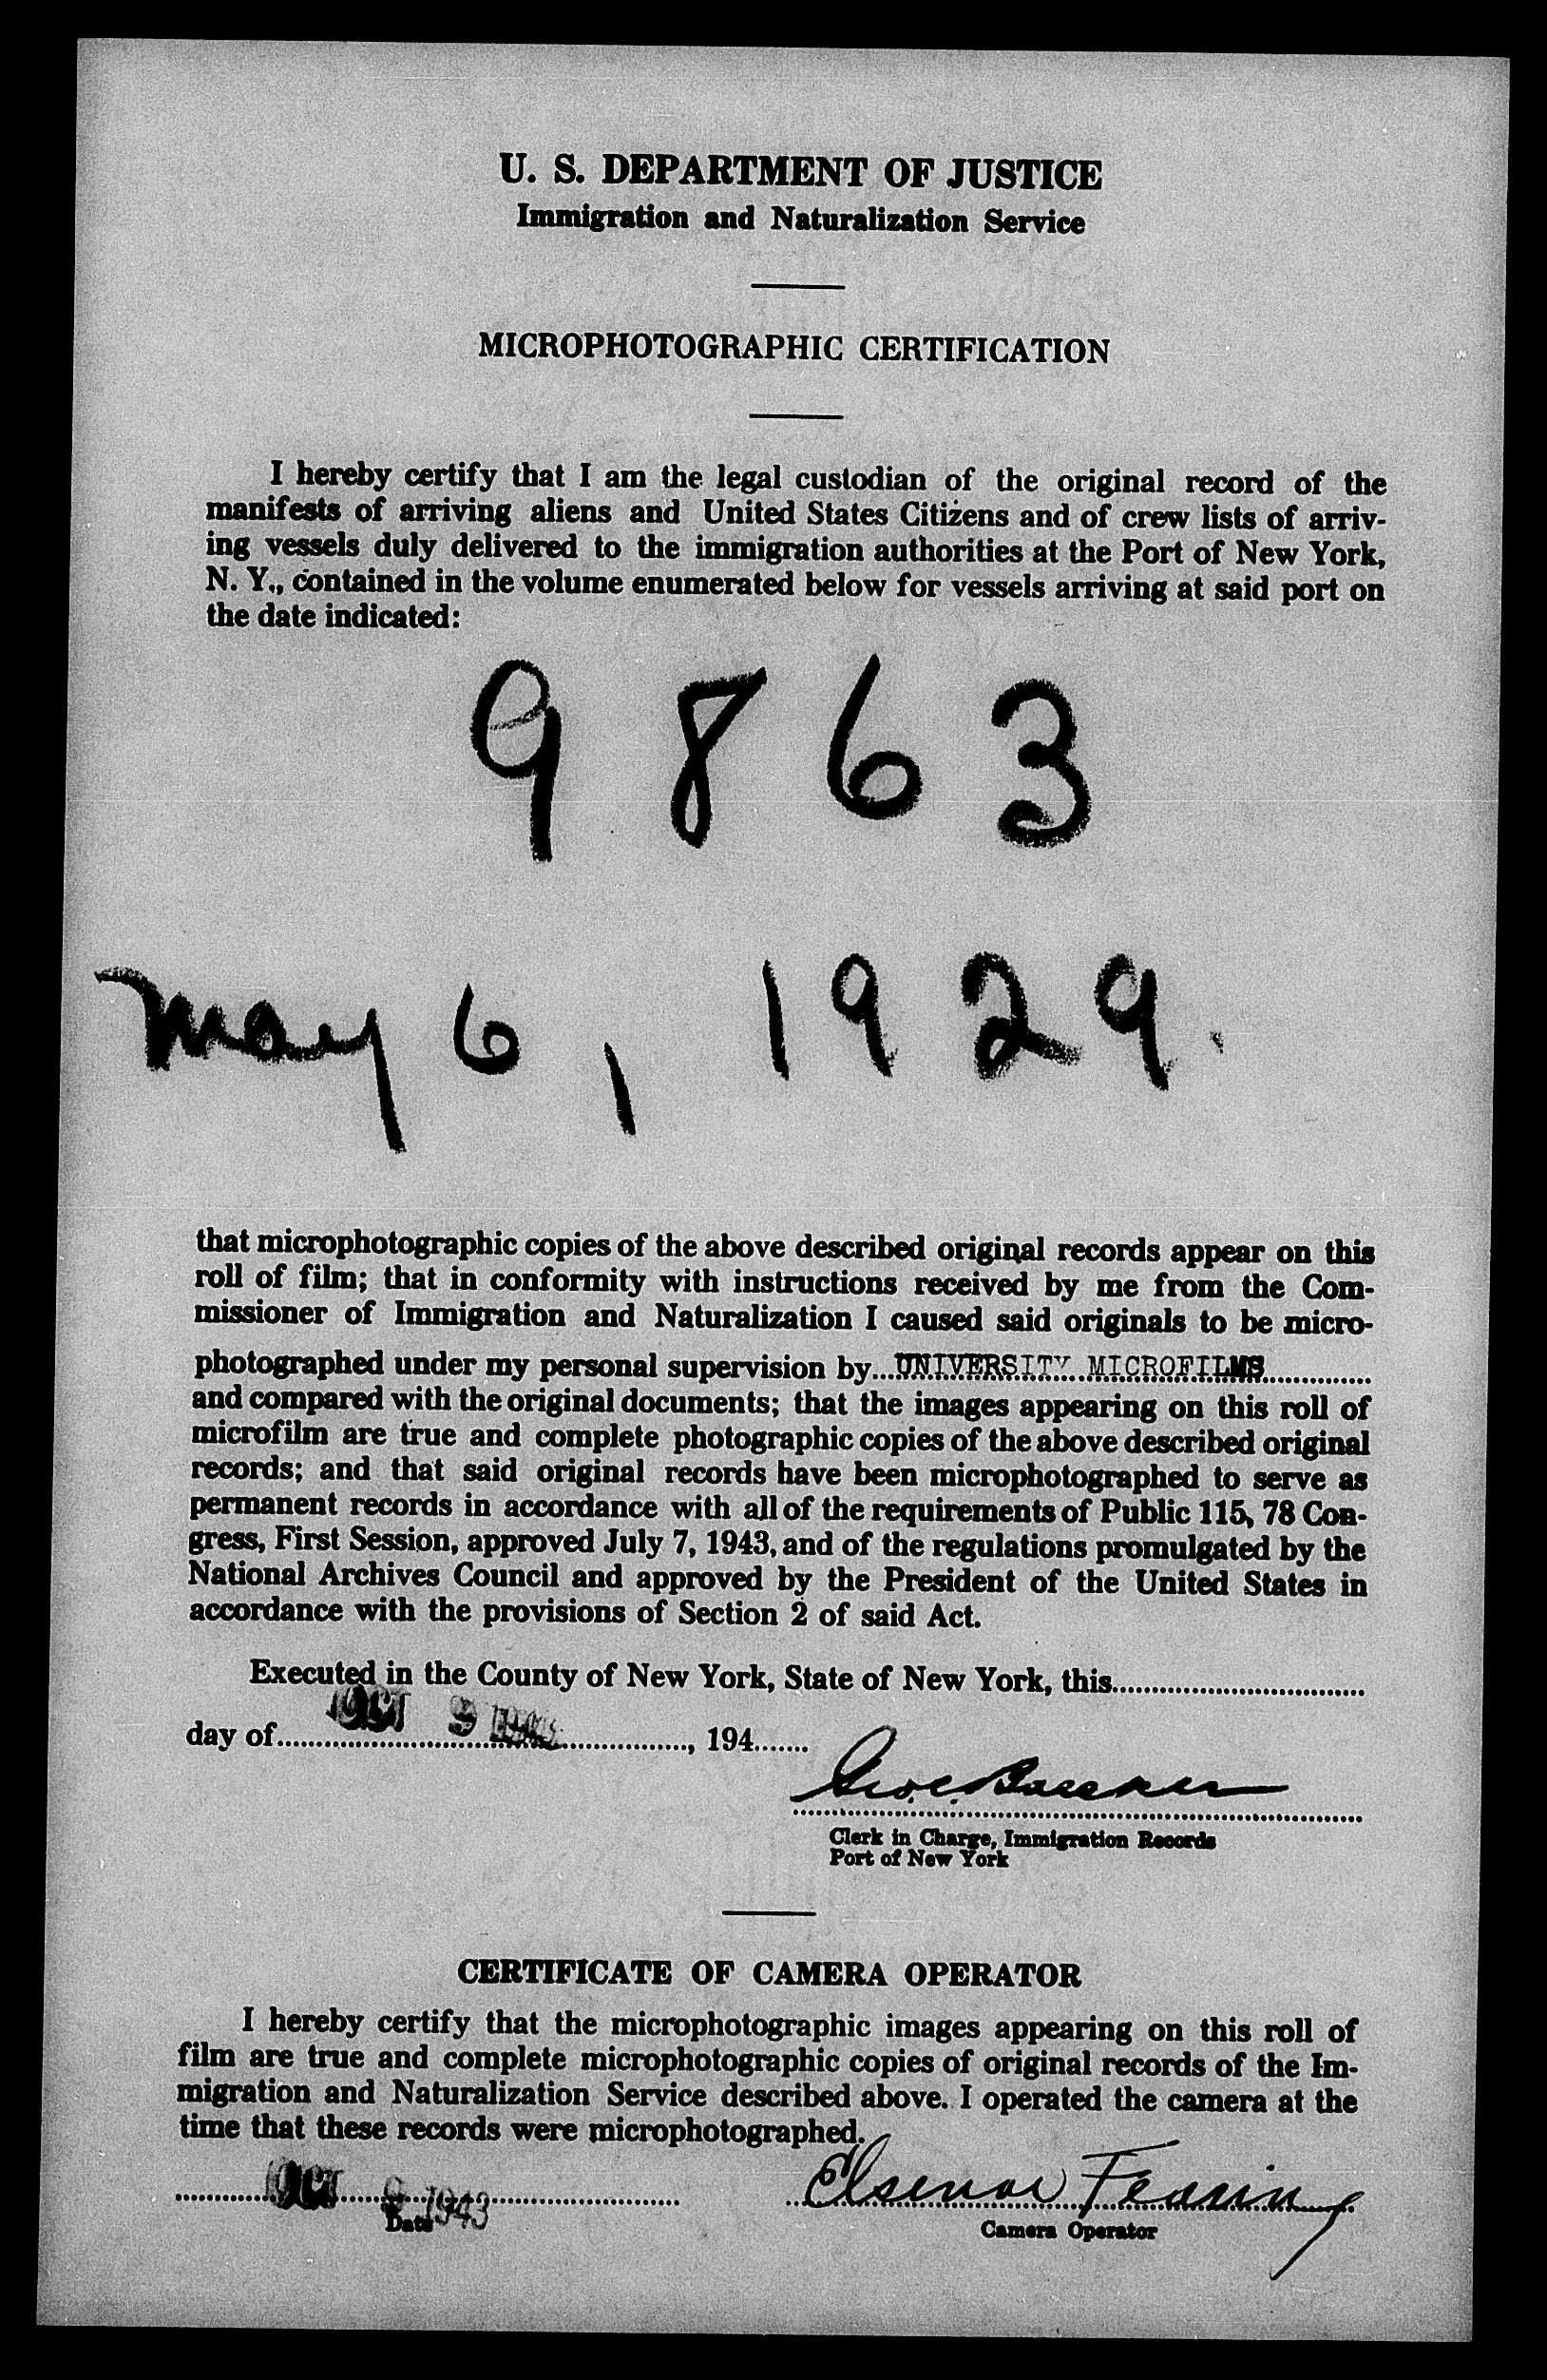 U. S. DEPARTMENT OF JUSTICE
Immigration and Naturalization Service
MICROPHOTOGRAPHIC CERTIFICATION
I hereby certify that I am the legal custodian of the original record of the
manifests of arriving aliens and United States Citizens and of crew lists of arriv-
ing vessels duly delivered to the immigration authorities at the Port of New York,
N. Y., contained in the volume enumerated below for vessels arriving at said port on
the date indicated:
9863
May 6, 1929.
that microphotographic copies of the above described original records appear on this
roll of film; that in conformity with instructions received by me from the Com-
missioner of Immigration and Naturalization I caused said originals to be micro-
photographed under my personal supervision by...UNIVERSITY MICROFILMS
and compared with the original documents; that the images appearing on this roll of
microfilm are true and complete photographic copies of the above described original
records; and that said original records have been microphotographed to serve as
permanent records in accordance with all of the requirements of Public 115, 78 Con-
gress, First Session, approved July 7, 1943, and of the regulations promulgated by the
National Archives Council and approved by the President of the United States in
accordance with the provisions of Section 2 of said Act.
Executed in the County of New York, State of New York, this
day of OCT 9, 194
Clerk in Charge, Immigration Records
Port of New York
CERTIFICATE OF CAMERA OPERATOR
I hereby certify that the microphotographic images appearing on this roll of
film are true and complete microphotographic copies of original records of the Im-
migration and Naturalization Service described above. I operated the camera at the
time that these records were microphotographed.
OCT 1943
Date
Camera Operator